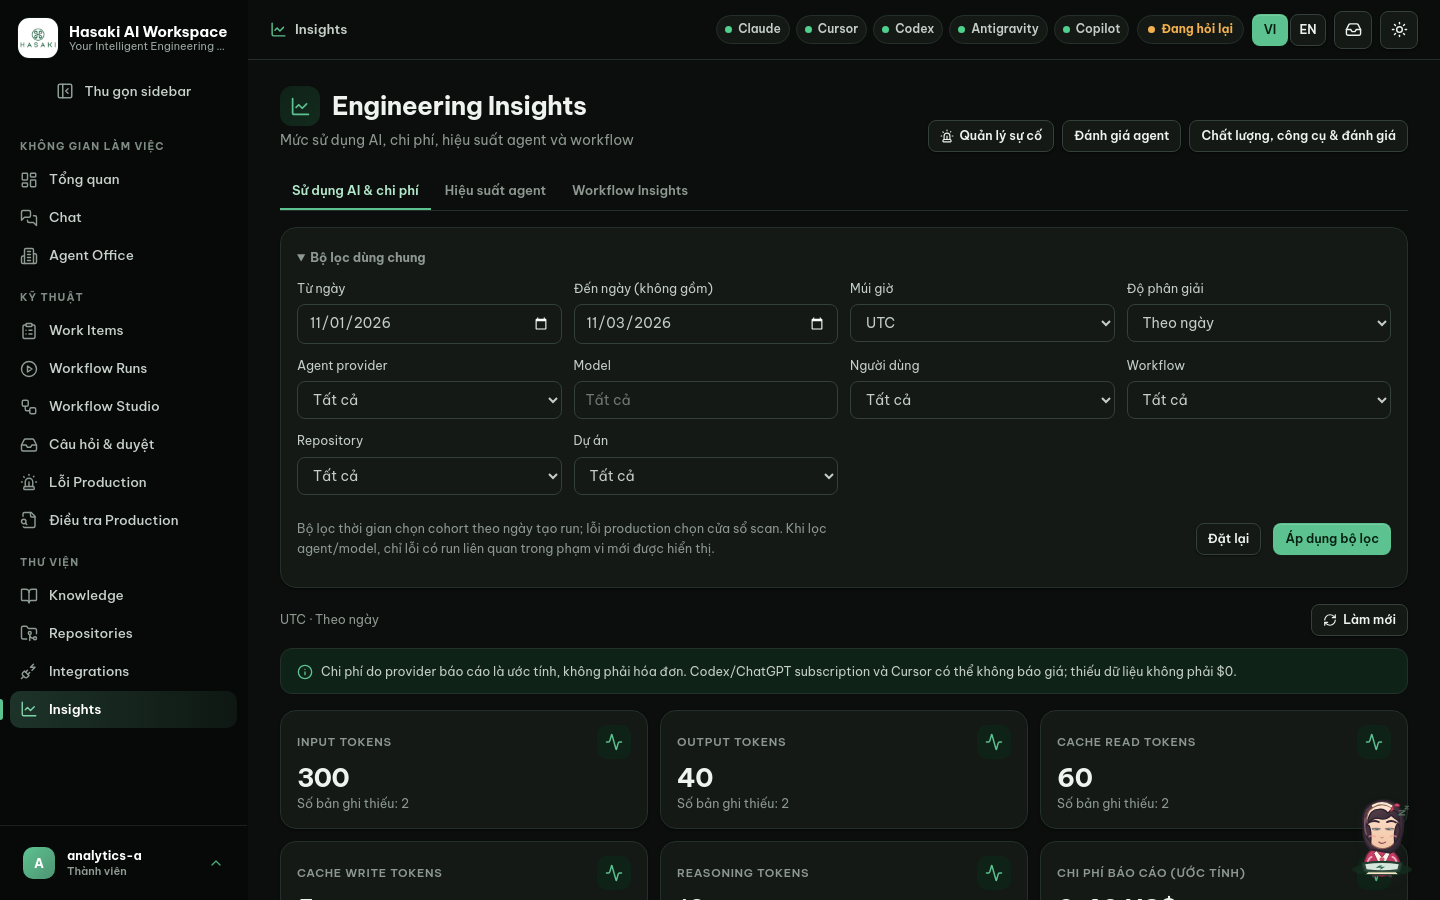 HASAKI
Hasaki AI Workspace
Your Intelligent Engineering ...
Thu gọn sidebar
KHÔNG GIAN LÀM VIỆC
Tổng quan
Chat
Agent Office
KỸ THUẬT
Work Items
Workflow Runs
Workflow Studio
Câu hỏi & duyệt
Lỗi Production
Điều tra Production
THƯ VIỆN
Knowledge
Repositories
Integrations
Insights
A
analytics-a
Thành viên
Insights
Claude
Cursor
Codex
Antigravity
Copilot
Đang hỏi lại
VI
EN
Engineering Insights
Mức sử dụng AI, chi phí, hiệu suất agent và workflow
Quản lý sự cố
Đánh giá agent
Chất lượng, công cụ & đánh giá
Sử dụng AI & chi phí
Hiệu suất agent
Workflow Insights
▼ Bộ lọc dùng chung
Từ ngày
Đến ngày (không gồm)
Múi giờ
Độ phân giải
11/01/2026
11/03/2026
UTC
Theo ngày
Agent provider
Model
Người dùng
Workflow
Tất cả
Tất cả
Tất cả
Tất cả
Repository
Dự án
Tất cả
Tất cả
Bộ lọc thời gian chọn cohort theo ngày tạo run; lỗi production chọn cửa sổ scan. Khi lọc
agent/model, chỉ lỗi có run liên quan trong phạm vi mới được hiển thị.
Đặt lại
Áp dụng bộ lọc
UTC · Theo ngày
Làm mới
Chi phí do provider báo cáo là ước tính, không phải hóa đơn. Codex/ChatGPT subscription và Cursor có thể không báo giá; thiếu dữ liệu không phải $0.
INPUT TOKENS
300
Số bản ghi thiếu: 2
OUTPUT TOKENS
40
Số bản ghi thiếu: 2
CACHE READ TOKENS
60
Số bản ghi thiếu: 2
CACHE WRITE TOKENS
REASONING TOKENS
CHI PHÍ BÁO CÁO (ƯỚC TÍNH)